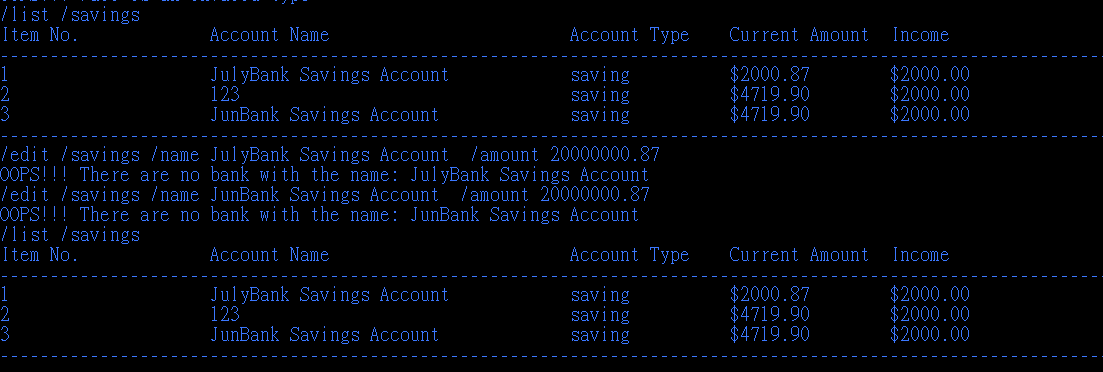 /list /savings
Item No. Account Name Account Type Current Amount Income
--------------------------------------------------------------------------------------------------------------
1 JulyBank Savings Account saving $2000.87 $2000.00
2 123 saving $4719.90 $2000.00
3 JunBank Savings Account saving $4719.90 $2000.00
--------------------------------------------------------------------------------------------------------------
/edit /savings /name JulyBank Savings Account  /amount 20000000.87
OOPS!!! There are no bank with the name: JulyBank Savings Account
/edit /savings /name JunBank Savings Account  /amount 20000000.87
OOPS!!! There are no bank with the name: JunBank Savings Account
/list /savings
Item No. Account Name Account Type Current Amount Income
--------------------------------------------------------------------------------------------------------------
1 JulyBank Savings Account saving $2000.87 $2000.00
2 123 saving $4719.90 $2000.00
3 JunBank Savings Account saving $4719.90 $2000.00
--------------------------------------------------------------------------------------------------------------